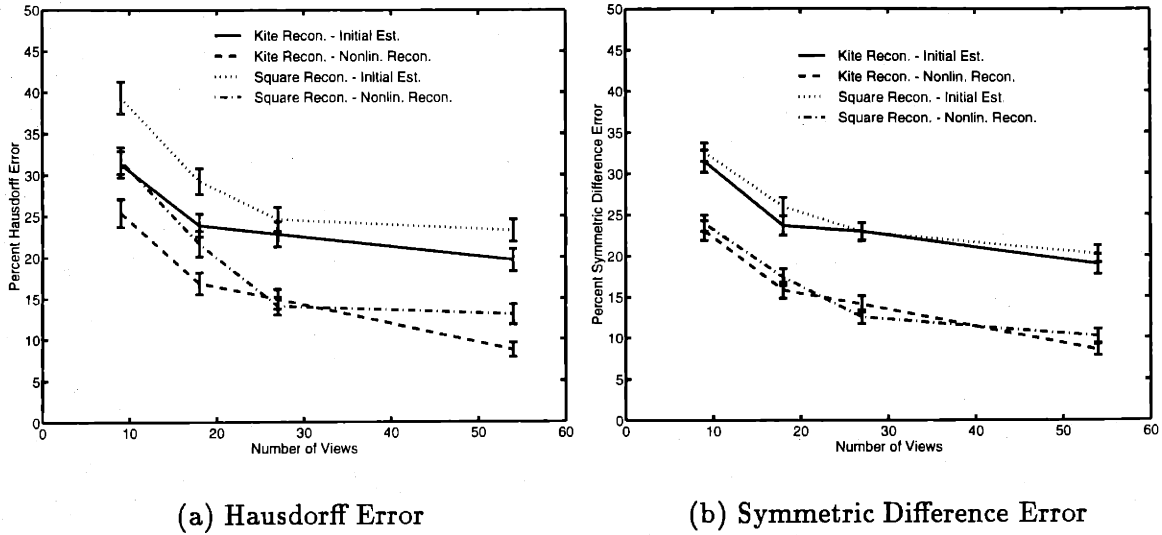 50
45
40
35
30
25
20
15
10
5
0
Percent Hausdorff Error
Kite Recon. - Initial Est.
Kite Recon. - Nonlin. Recon.
Square Recon. - Initial Est.
Square Recon. - Nonlin. Recon.
0 10 20 30 40 50 60
Number of Views
(a) Hausdorff Error
50
45
40
35
30
25
20
15
10
5
0
Percent Symmetric Difference Error
Kite Recon. - Initial Est.
Kite Recon. - Nonlin. Recon.
Square Recon. - Initial Est.
Square Recon. - Nonlin. Recon.
0 10 20 30 40 50 60
Number of Views
(b) Symmetric Difference Error